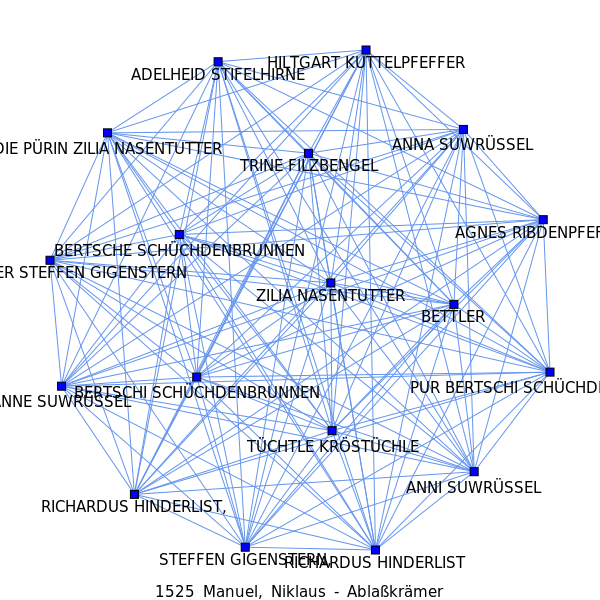 HILTGART KUTTELPFEFFER
ADELHEID STIFELHIRNE
ANNA SUWRÜSSEL
DIE PÜRIN ZILIA NASENTUTTER
TRINE FILZBENGEL
AGNES RIBDENPFEF
BERTSCHE SCHÜCHDENBRUNNEN
ER STEFFEN GIGENSTERN
ZILIA NASENTUTTER
BETTLER
PUR BERTSCHI SCHÜCHD
BERTSCHI SCHÜCHDENBRUNNEN
ANNE SUWRÜSSEL
TÜCHTLE KRÖSTÜCHLE
ANNI SUWRÜSSEL
RICHARDUS HINDERLIST,
STEFFEN GIGENSTERN,
RICHARDUS HINDERLIST
1525 Manuel, Niklaus - Ablaßkrämer